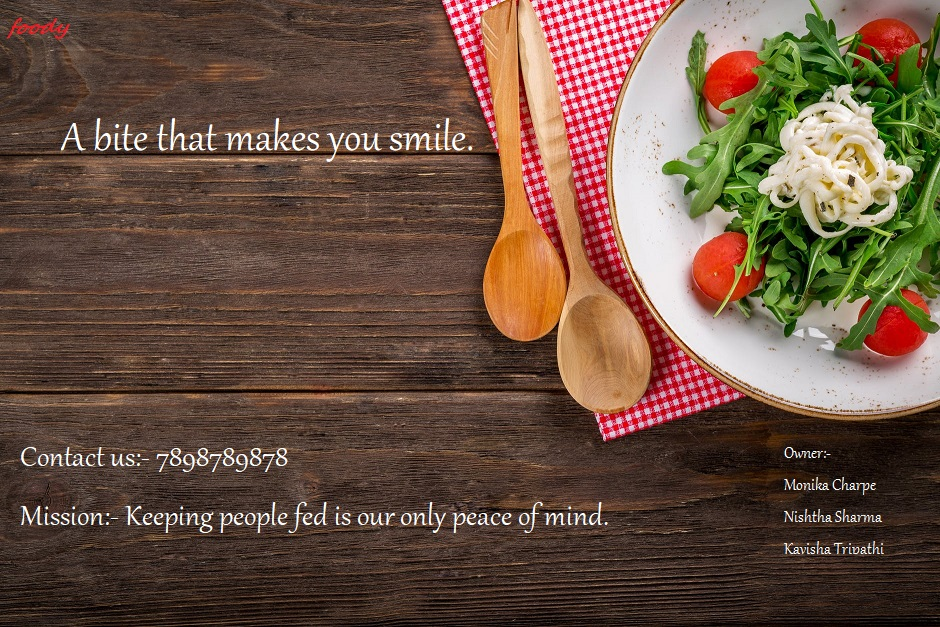 foody
A bite that makes you smile.
Contact us:- 7898789878
Mission:- Keeping people fed is our only peace of mind.
Owner:-
Monika Charpe
Nishtha Sharma
Kavisha Tripathi